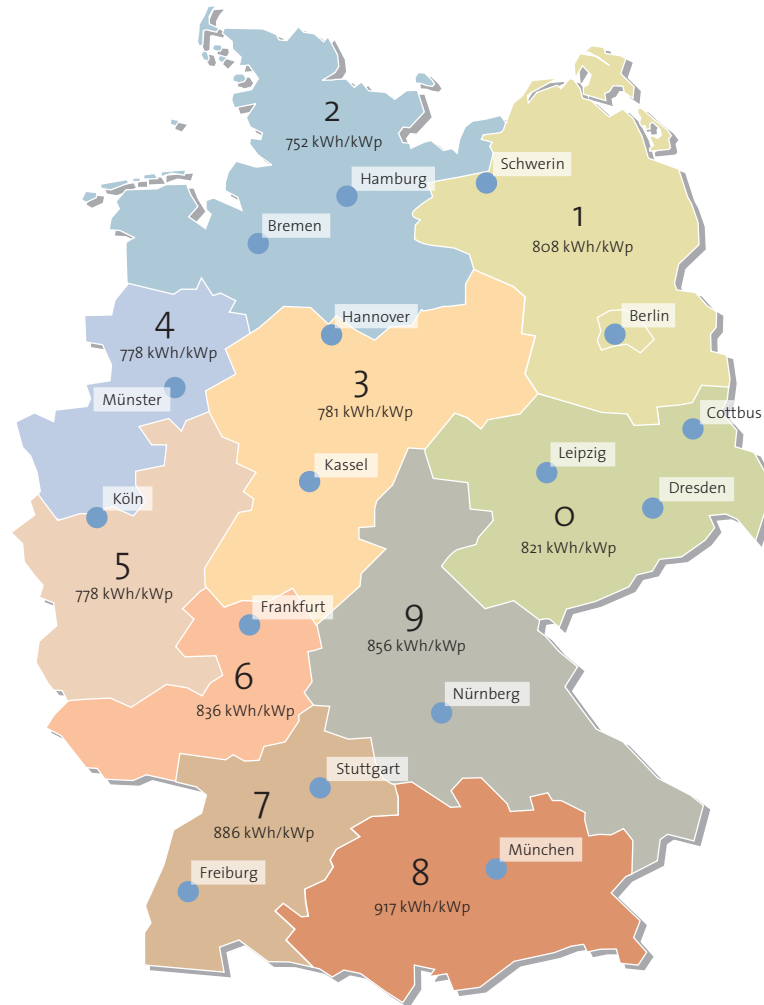 2
752 kWh/kWp
Schwerin
Hamburg
1
808 kWh/kWp
Bremen
Hannover
Berlin
4
778 kWh/kWp
3
781 kWh/kWp
Münster
Cottbus
Leipzig
Kassel
Dresden
Köln
0
821 kWh/kWp
5
778 kWh/kWp
Frankfurt
9
856 kWh/kWp
6
836 kWh/kWp
Nürnberg
Stuttgart
7
886 kWh/kWp
München
8
917 kWh/kWp
Freiburg